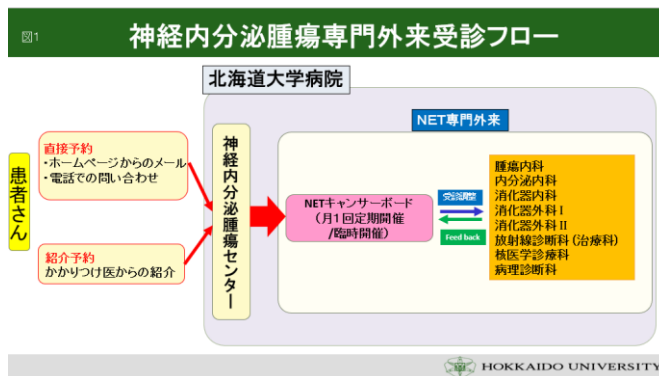 図1
神経内分泌腫瘍専門外来受診フロー
北海道大学病院
患者さん
直接予約
・ホームページからのメール
・電話での問い合わせ
紹介予約
かかりつけ医からの紹介
神経内分泌腫瘍センター
NET専門外来
NETキャンサーボード
(月1回定期開催
/臨時開催)
受診調整
Feed back
腫瘍内科
内分泌内科
消化器内科
消化器外科Ⅰ
消化器外科Ⅱ
放射線診断科(治療科)
核医学診療科
病理診断科
HOKKAIDO UNIVERSITY